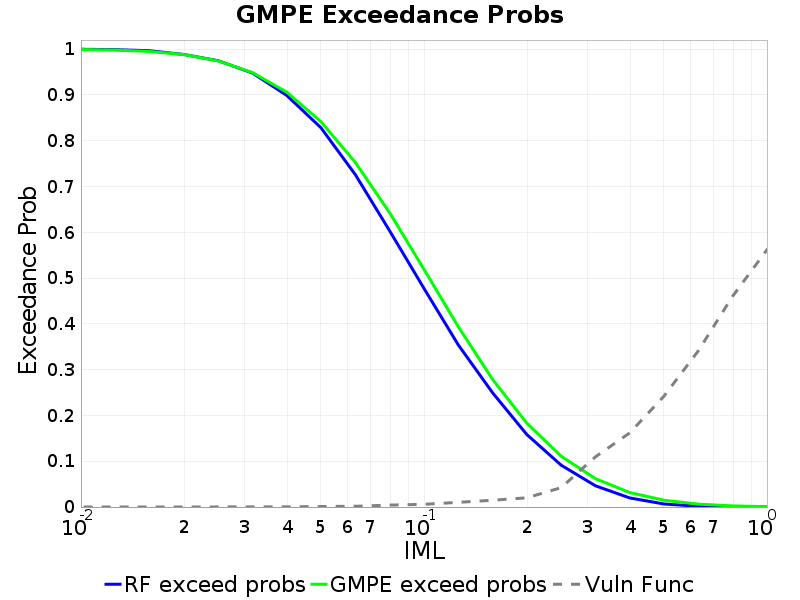 GMPE Exceedance Probs
Exceedance Prob
1
0.9
0.8
0.7
0.6
0.5
0.4
0.3
0.2
0.1
0
10^-2 2 3 4 5 6 7 10^-1 2 3 4 5 6 7 10^0
IML
RF exceed probs GMPE exceed probs Vuln Func